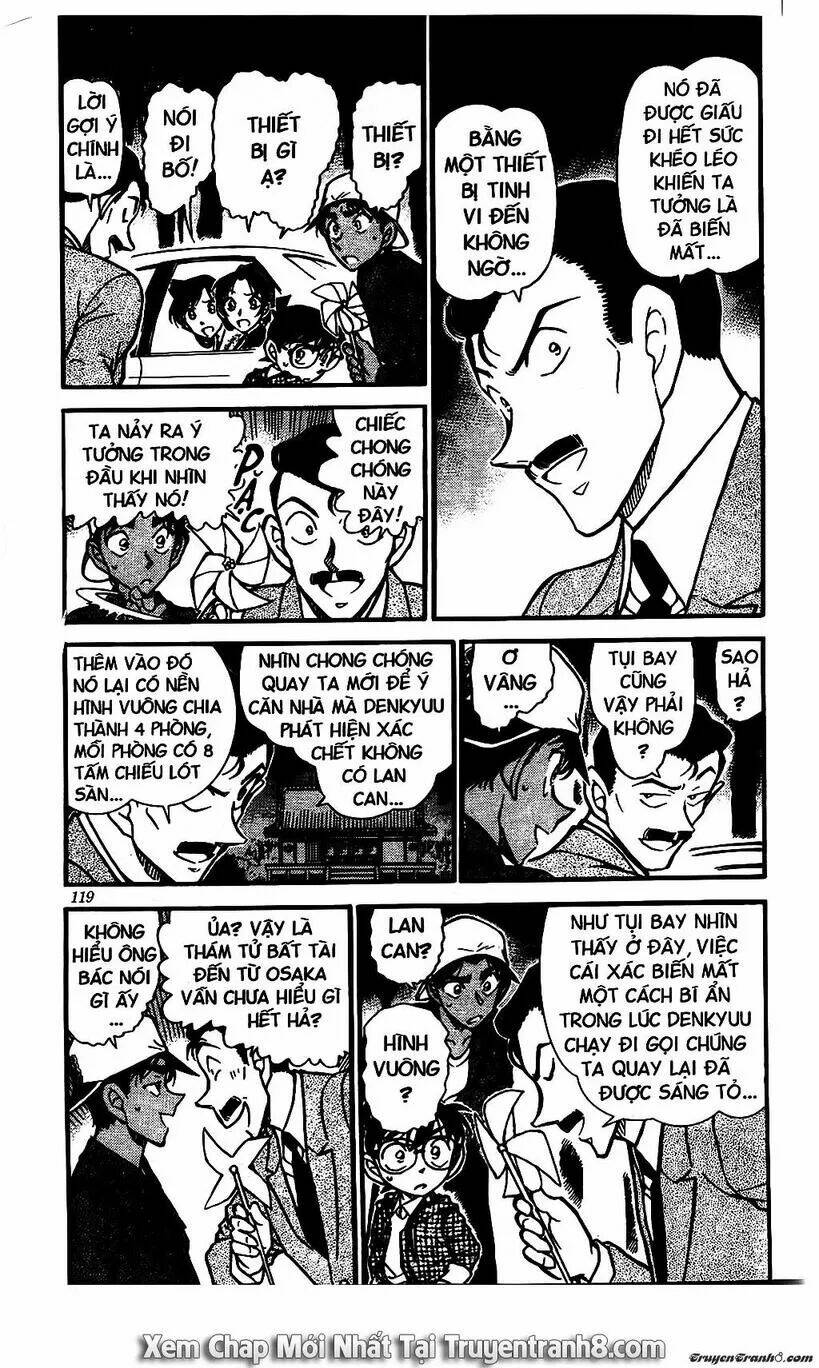 NÓ ĐÃ
ĐƯỢC GIẤU
ĐI HẾT SỨC
KHÉO LÉO
KHIẾN TA
TƯỞNG LÀ
ĐÃ BIẾN
MẤT...
BẰNG
MỘT THIẾT
BỊ TINH
VI ĐẾN
KHÔNG
NGỜ...
THIẾT
BỊ?
THIẾT
BỊ GÌ
Ạ?
NÓI
ĐI
BỐ!
LỜI
GỢI Ý
CHÍNH
LÀ...
CHIẾC
CHONG
CHÓNG
NÀY
ĐÂY!
PẠC
TA NẢY RA Ý
TƯỞNG TRONG
ĐẦU KHI NHÌN
THẤY NÓ!
SAO
HẢ
?
TỤI BAY
CŨNG
VẬY PHẢI
KHÔNG
?
Ơ
VÂNG
...
NHÌN CHONG CHÓNG
QUAY TA MỚI ĐỂ Ý
CĂN NHÀ MÀ DENKYUU
PHÁT HIỆN XÁC
CHẾT KHÔNG
CÓ LAN
CAN...
THÊM VÀO ĐÓ
NÓ LẠI CÓ NỀN
HÌNH VUÔNG CHIA
THÀNH 4 PHÒNG,
MỖI PHÒNG CÓ 8
TẤM CHIẾU LÓT
SÀN...
119
NHƯ TỤI BAY NHÌN
THẤY Ở ĐÂY, VIỆC
CÁI XÁC BIẾN MẤT
MỘT CÁCH BÍ ẨN
TRONG LÚC DENKYUU
CHẠY ĐI GỌI CHÚNG
TA QUAY LẠI ĐÃ
ĐƯỢC SÁNG TỎ...
LAN
CAN?
HÌNH
VUÔNG
?
ỦA? VẬY LÀ
THÁM TỬ BẤT TÀI
ĐẾN TỪ OSAKA
VẪN CHƯA HIỂU GÌ
HẾT HẢ?
KHÔNG
HIỂU ÔNG
BÁC NÓI
GÌ ẤY
...
Xem Chap Mới Nhất Tại Truyentranh8.com
TruyenTranh8.com